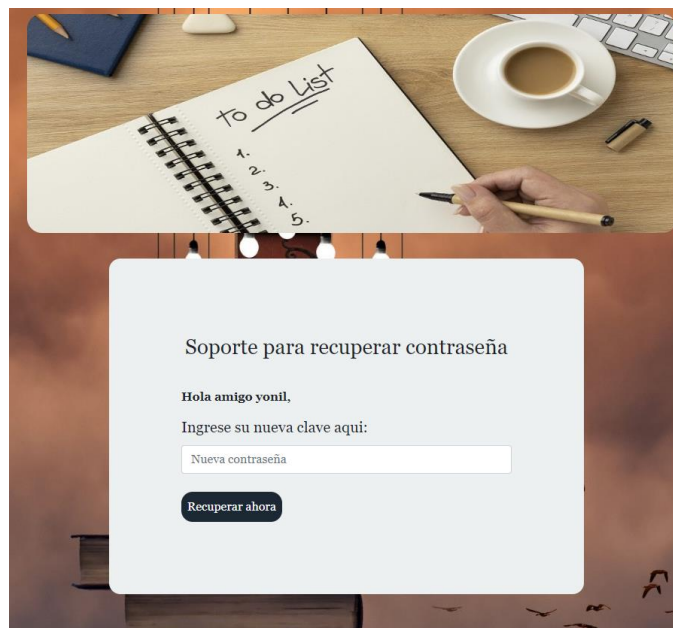 to do List
1.
2.
3.
4.
5.
Soporte para recuperar contraseña
Hola amigo yonil,
Ingrese su nueva clave aqui:
Nueva contraseña
Recuperar ahora